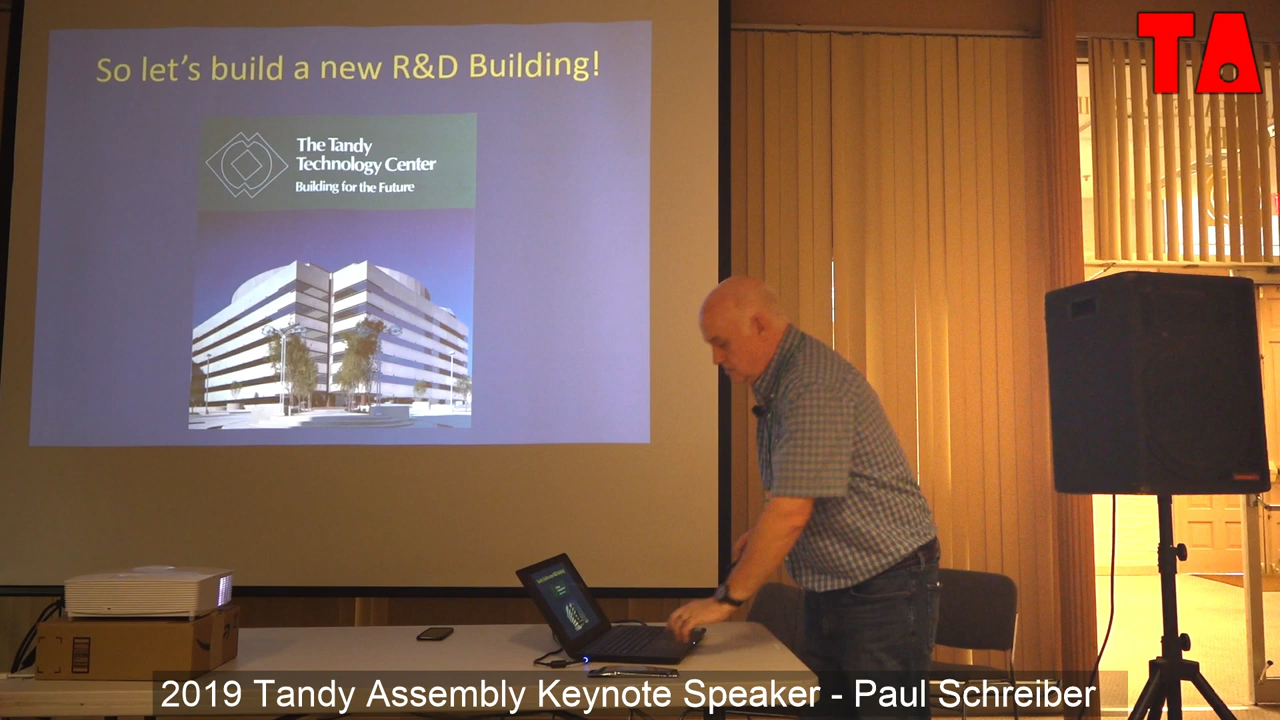 So let's build a new R&D Building!
The Tandy
Technology Center
Building for the Future
TA
2019 Tandy Assembly Keynote Speaker - Paul Schreiber